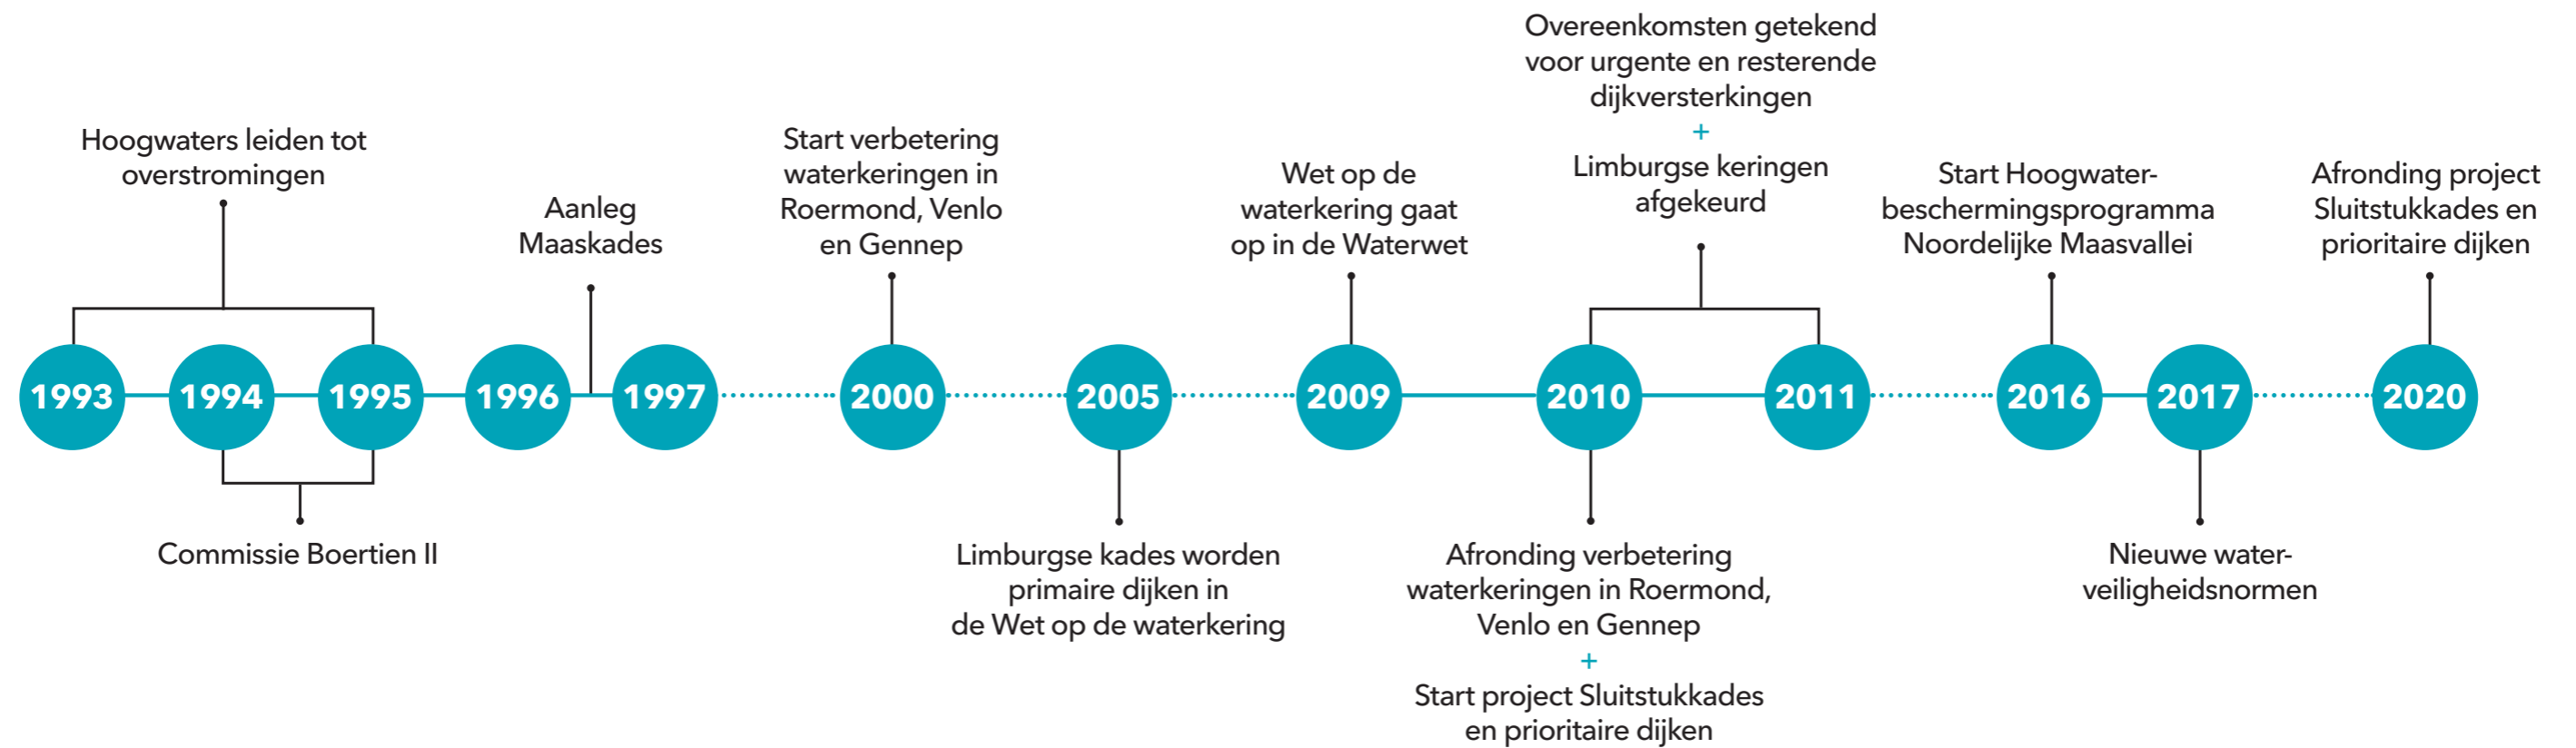 Hoogwaters leiden tot
overstromingen
Aanleg
Maaskades
Start verbetering
waterkeringen in
Roermond, Venlo
en Gennep
Wet op de
waterkering gaat
op in de Waterwet
Overeenkomsten getekend
voor urgente en resterende
dijkversterkingen
+
Limburgse keringen
afgekeurd
Start Hoogwater-
beschermingsprogramma
Noordelijke Maasvallei
Afronding project
Sluitstukkades en
prioritaire dijken
1993 1994 1995 1996 1997 2000 2005 2009 2010 2011 2016 2017 2020
Commissie Boertien II
Limburgse kades worden
primaire dijken in
de Wet op de waterkering
Afronding verbetering
waterkeringen in Roermond,
Venlo en Gennep
+
Start project Sluitstukkades
en prioritaire dijken
Nieuwe water-
veiligheidsnormen